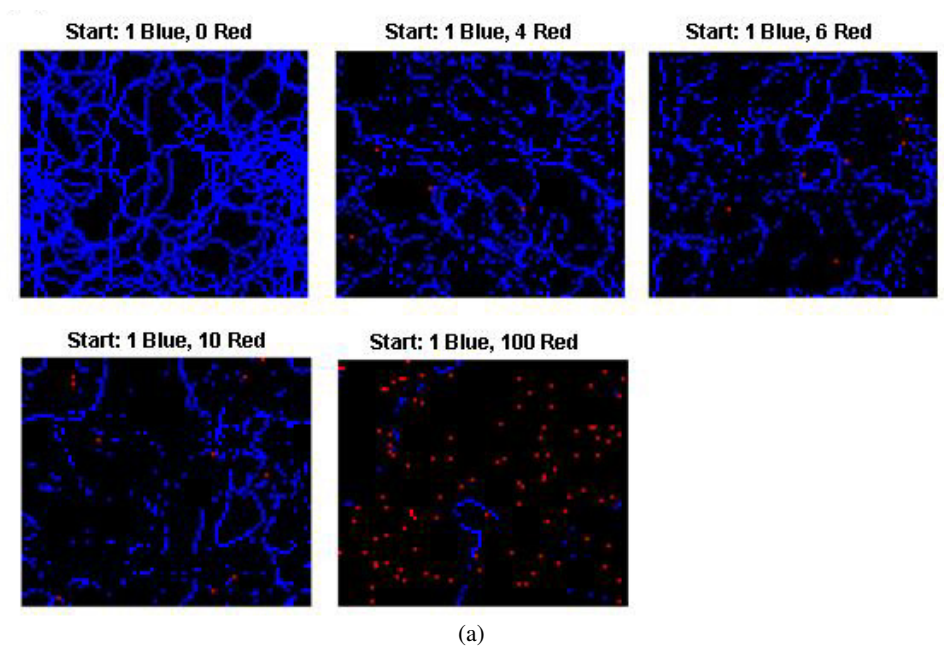 Start: 1 Blue, 0 Red
Start: 1 Blue, 4 Red
Start: 1 Blue, 6 Red
Start: 1 Blue, 10 Red
Start: 1 Blue, 100 Red
(a)